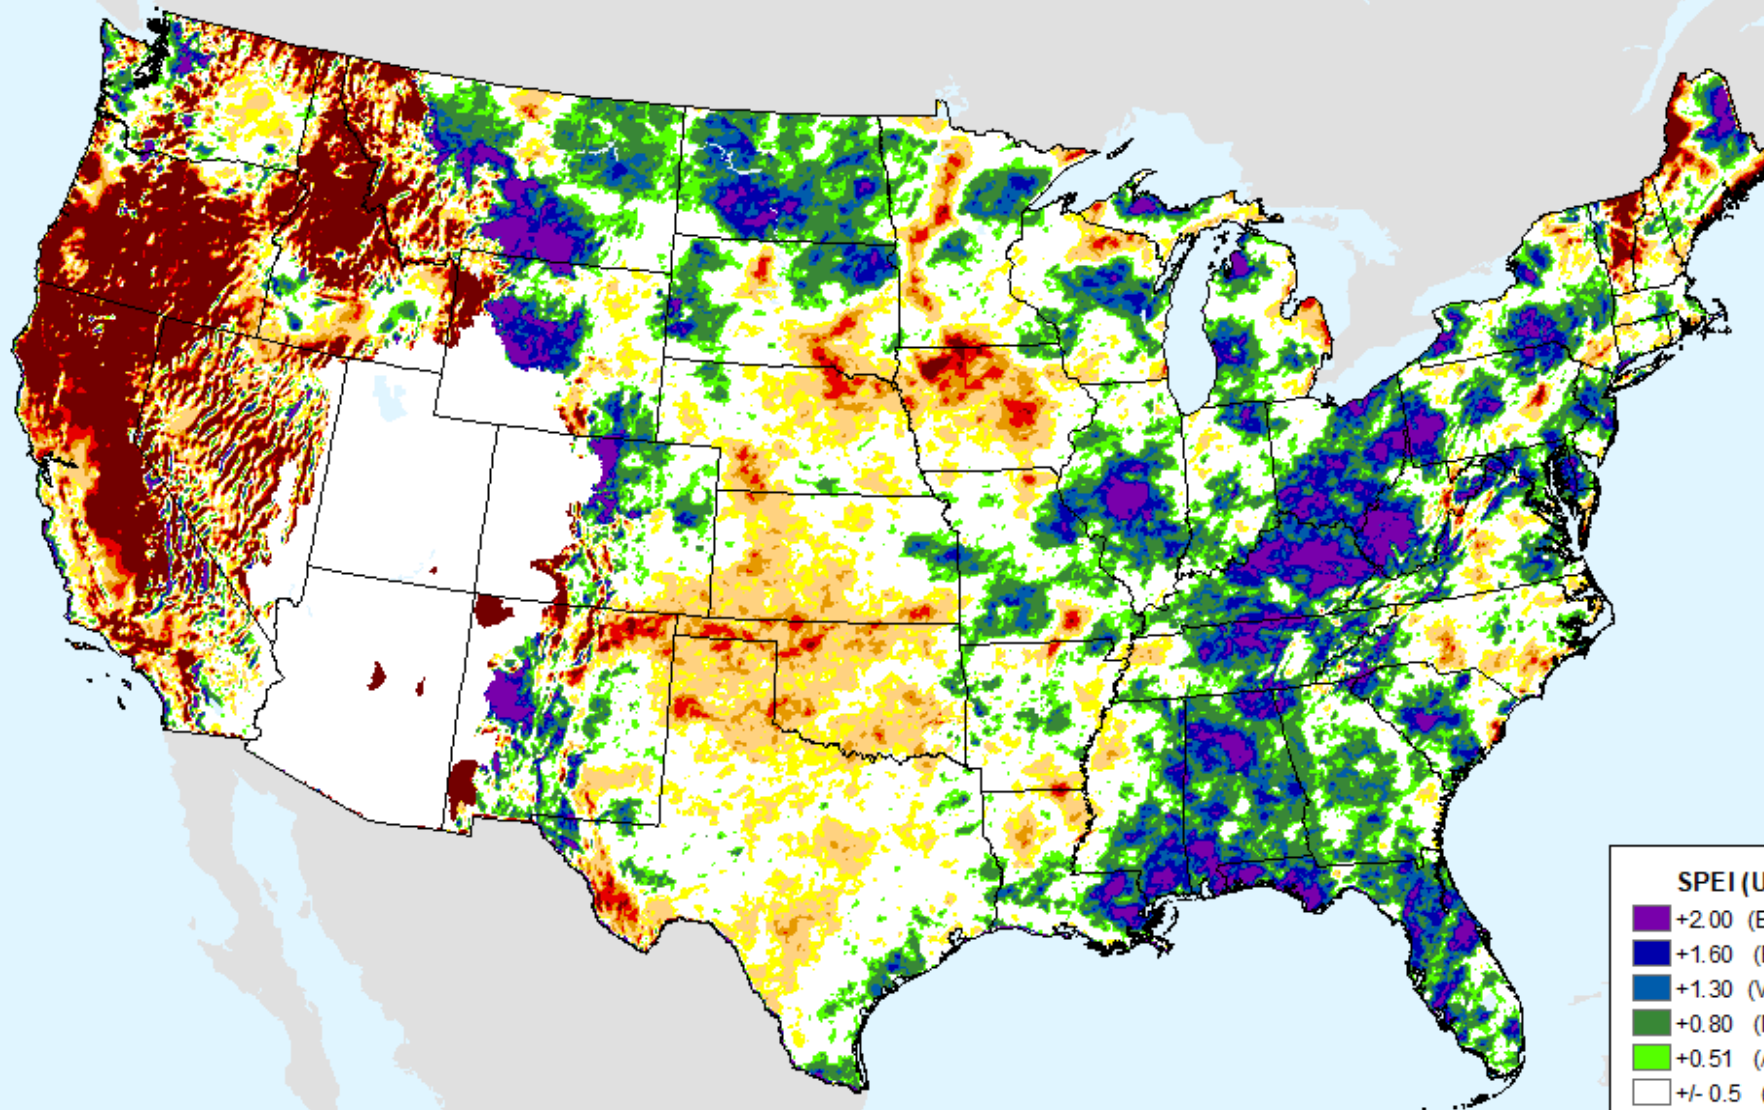 SPEI (U
+2.00 (E
+1.60 (
+1.30 (V
+0.80 (
+0.51 (
+/- 0.5 (